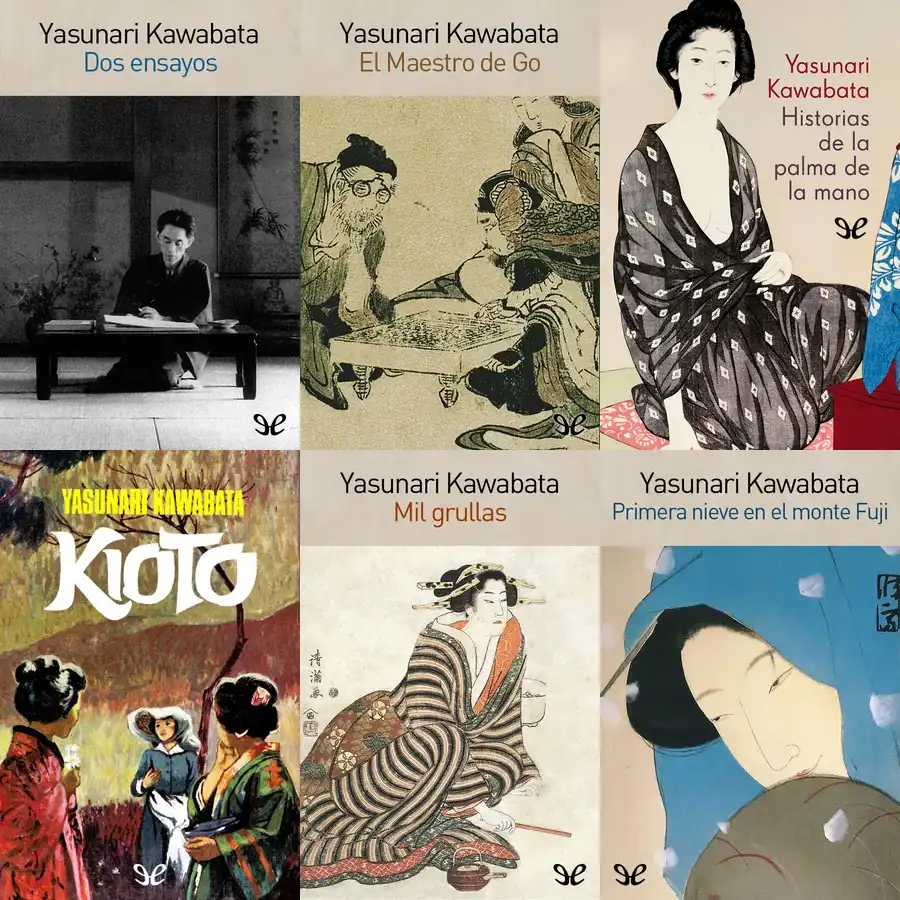 Yasunari Kawabata
Dos ensayos
Yasunari Kawabata
El Maestro de Go
Yasunari
Kawabata
Historias
de la
palma de
la mano
YASUNARI KAWABATA
KIOTO
Yasunari Kawabata
Mil grullas
Yasunari Kawabata
Primera nieve en el monte Fuji